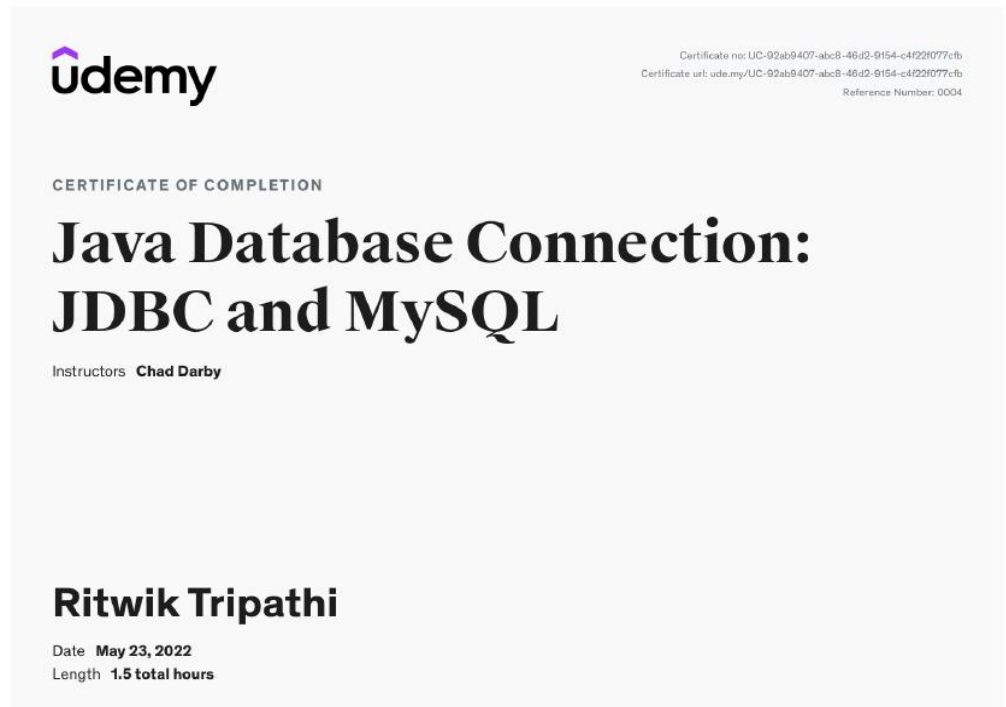 udemy
Certificate no: UC-92ab9407-abc8-46d2-9154-c4f22f077cfb
Certificate url: ude.my/UC-92ab9407-abc8-46d2-9154-c4f22f077cfb
Reference Number: 0004
CERTIFICATE OF COMPLETION
Java Database Connection:
JDBC and MySQL
Instructors Chad Darby
Ritwik Tripathi
Date May 23, 2022
Length 1.5 total hours